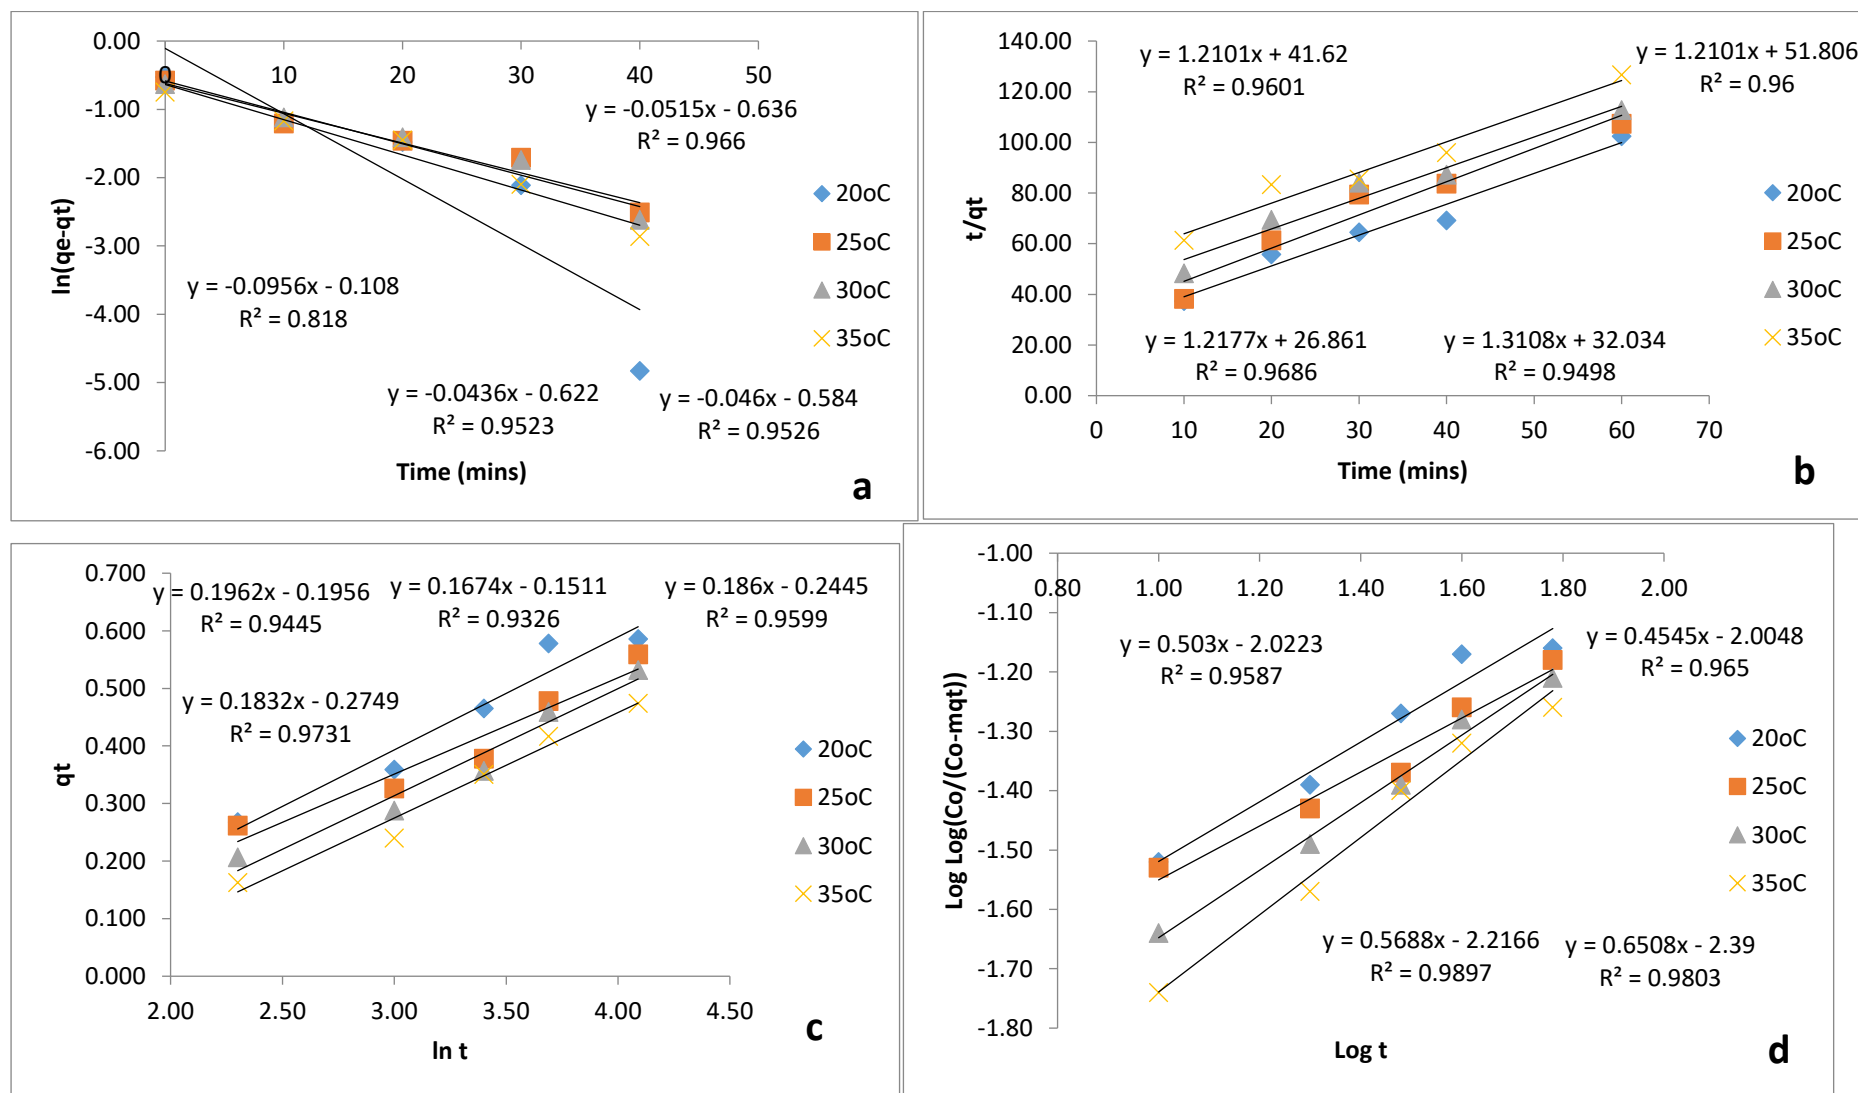 0.00
-1.00
-2.00
-3.00
-4.00
-5.00
-6.00
0 10 20 30 40 50
ln(qe-qt)
Time (mins)
y = -0.0515x - 0.636
R² = 0.966
y = -0.0956x - 0.108
R² = 0.818
y = -0.0436x - 0.622
R² = 0.9523
y = -0.046x - 0.584
R² = 0.9526
20oC
25oC
30oC
35oC
a
140.00
120.00
100.00
80.00
60.00
40.00
20.00
0.00
0 10 20 30 40 50 60 70
t/qt
Time (mins)
y = 1.2101x + 41.62
R² = 0.9601
y = 1.2101x + 51.806
R² = 0.96
y = 1.2177x + 26.861
R² = 0.9686
y = 1.3108x + 32.034
R² = 0.9498
20oC
25oC
30oC
35oC
b
0.700
0.600
0.500
0.400
0.300
0.200
0.100
0.000
2.00 2.50 3.00 3.50 4.00 4.50
qt
ln t
y = 0.1962x - 0.1956
R² = 0.9445
y = 0.1674x - 0.1511
R² = 0.9326
y = 0.186x - 0.2445
R² = 0.9599
y = 0.1832x - 0.2749
R² = 0.9731
20oC
25oC
30oC
35oC
c
-1.00
-1.10
-1.20
-1.30
-1.40
-1.50
-1.60
-1.70
-1.80
0.80 1.00 1.20 1.40 1.60 1.80 2.00
Log Log(Co/(Co-mqt))
Log t
y = 0.503x - 2.0223
R² = 0.9587
y = 0.4545x - 2.0048
R² = 0.965
y = 0.5688x - 2.2166
R² = 0.9897
y = 0.6508x - 2.39
R² = 0.9803
20oC
25oC
30oC
35oC
d